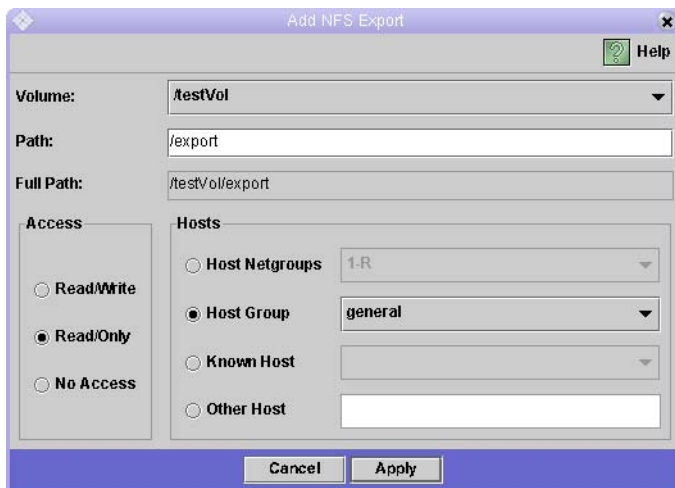 Add NFS Export
Help
Volume: /testVol
Path: /export
Full Path: /testVol/export
Access
Read/Write
Read/Only
No Access
Hosts
Host Netgroups 1-R
Host Group general
Known Host
Other Host
Cancel Apply